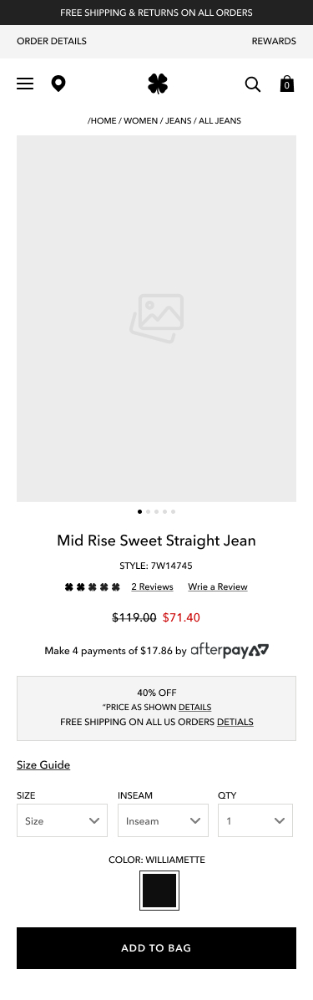 FREE SHIPPING & RETURNS ON ALL ORDERS
ORDER DETAILS REWARDS
0
/HOME / WOMEN / JEANS / ALL JEANS
Mid Rise Sweet Straight Jean
STYLE: 7W14745
2 Reviews Wrie a Review
$119.00 $71.40
Make 4 payments of $17.86 by afterpay
40% OFF
*PRICE AS SHOWN DETAILS
FREE SHIPPING ON ALL US ORDERS DETIALS
Size Guide
SIZE INSEAM QTY
Size Inseam 1
COLOR: WILLIAMETTE
ADD TO BAG